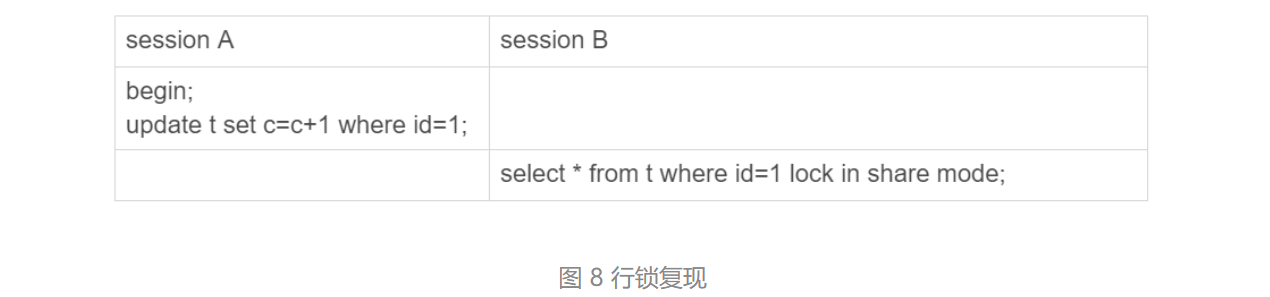 session A
session B
begin;
update t set c=c+1 where id=1;
select * from t where id=1 lock in share mode;
图 8 行锁复现